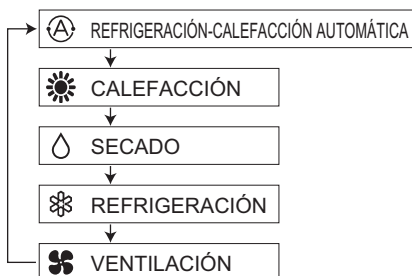 A REFRIGERACIÓN-CALEFACCIÓN AUTOMÁTICA
CALEFACCIÓN
SECADO
REFRIGERACIÓN
VENTILACIÓN